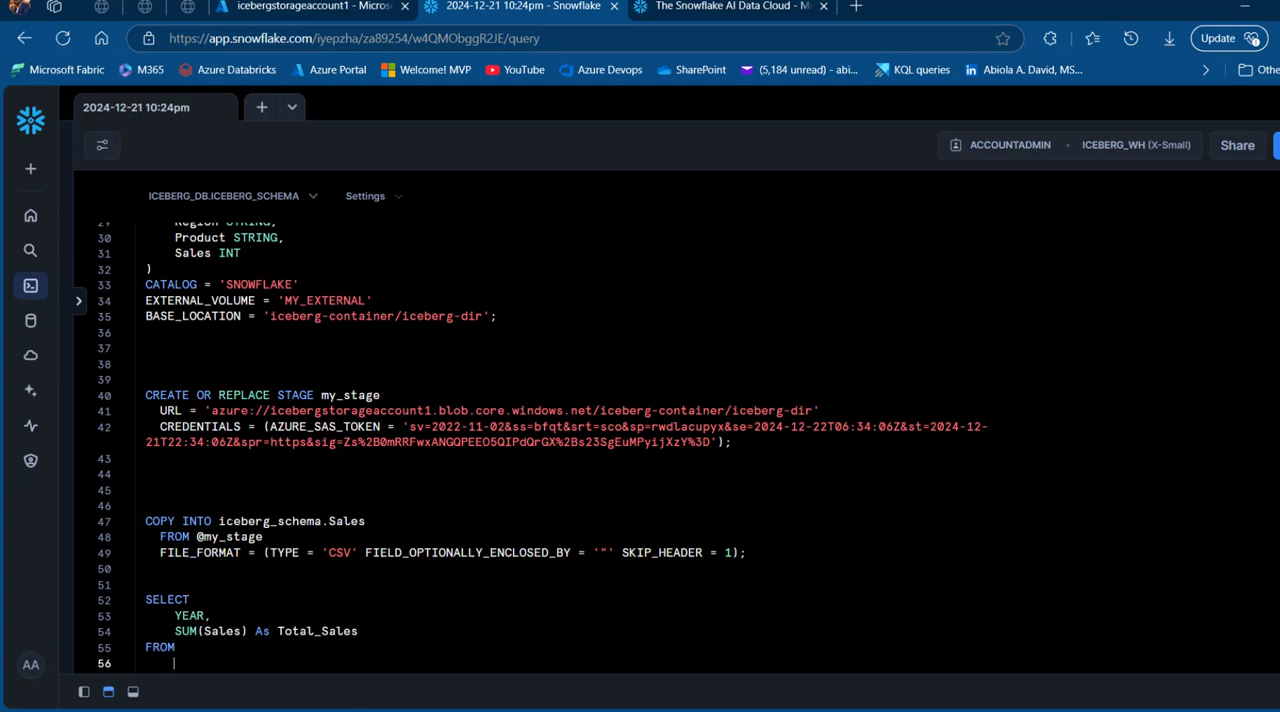 icebergstorageaccount1 - Microsc
2024-12-21 10:24pm - Snowflake
The Snowflake AI Data Cloud - Mo
https://app.snowflake.com/iyepzha/za89254/w4QMObggR2JE/query
Update
Microsoft Fabric
M365
Azure Databricks
Azure Portal
Welcome! MVP
YouTube
Azure Devops
SharePoint
(5,184 unread) - abi...
KQL queries
Abiola A. David, MS...
Othe
2024-12-21 10:24pm
ACCOUNTADMIN
ICEBERG_WH (X-Small)
Share
ICEBERG_DB.ICEBERG_SCHEMA
Settings
29 Region STRING,
30 Product STRING,
31 Sales INT
32 )
33 CATALOG = 'SNOWFLAKE'
34 EXTERNAL_VOLUME = 'MY_EXTERNAL'
35 BASE_LOCATION = 'iceberg-container/iceberg-dir';
36
37
38
39
40 CREATE OR REPLACE STAGE my_stage
41 URL = 'azure://icebergstorageaccount1.blob.core.windows.net/iceberg-container/iceberg-dir'
42 CREDENTIALS = (AZURE_SAS_TOKEN = 'sv=2022-11-02&ss=bfqt&srt=sco&sp=rwdlacupyx&se=2024-12-22T06:34:06Z&st=2024-12-
21T22:34:06Z&spr=https&sig=Zs%2B0mRRFwxANGQPEEO5QIPdQrGX%2Bs23SgEuMPyijXzY%3D');
43
44
45
46
47 COPY INTO iceberg_schema.Sales
48 FROM @my_stage
49 FILE_FORMAT = (TYPE = 'CSV' FIELD_OPTIONALLY_ENCLOSED_BY = '"' SKIP_HEADER = 1);
50
51
52 SELECT
53 YEAR,
54 SUM(Sales) As Total_Sales
55 FROM
56
AA